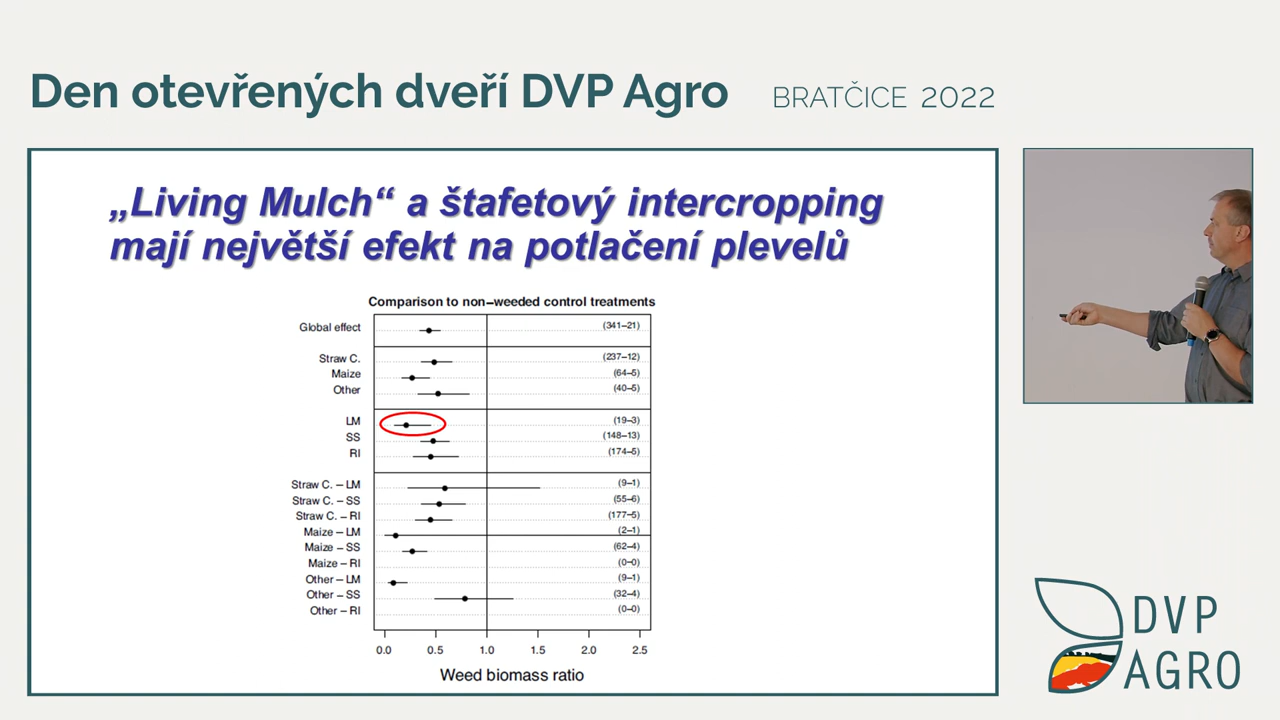 Den otevřených dveří DVP Agro BRATČICE 2022
„Living Mulch“ a štafetový intercropping
mají největší efekt na potlačení plevelů
Comparison to non–weeded control treatments
Global effect (341–21)
Straw C. (237–12)
Maize (64–5)
Other (40–5)
LM (19–3)
SS (148–13)
RI (174–5)
Straw C. – LM (9–1)
Straw C. – SS (55–6)
Straw C. – RI (177–5)
Maize – LM (2–1)
Maize – SS (62–4)
Maize – RI (0–0)
Other – LM (9–1)
Other – SS (32–4)
Other – RI (0–0)
0.0 0.5 1.0 1.5 2.0 2.5
Weed biomass ratio
DVP
AGRO